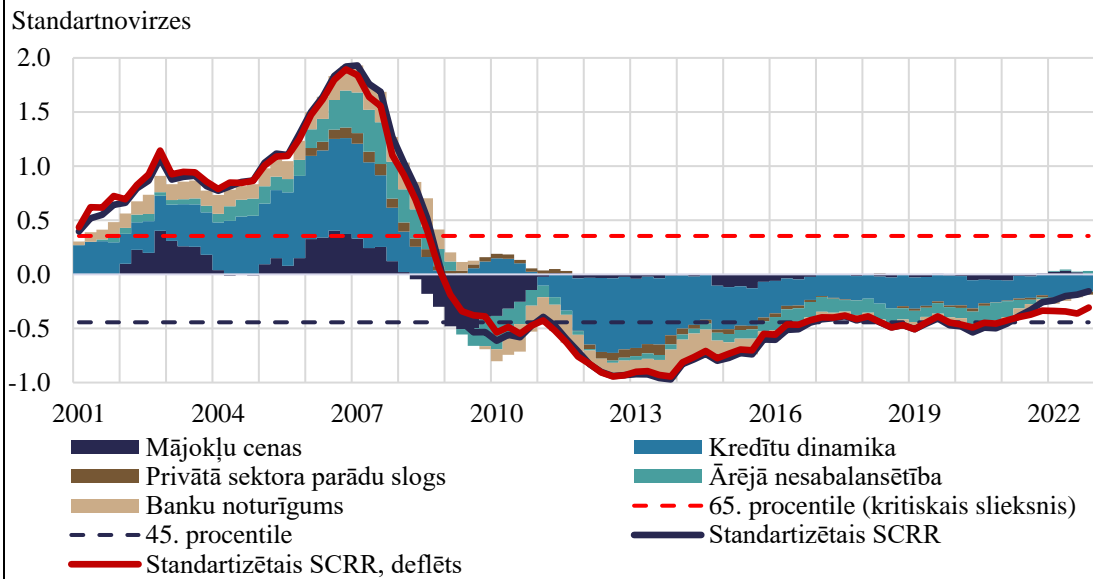 Standartnovirzes
2.0
1.5
1.0
0.5
0.0
-0.5
-1.0
2001 2004 2007 2010 2013 2016 2019 2022
Mājokļu cenas
Kredītu dinamika
Privātā sektora parādu slogs
Ārējā nesabalansētība
Banku noturīgums
65. procentile (kritiskais slieksnis)
45. procentile
Standartizētais SCRR
Standartizētais SCRR, deflēts